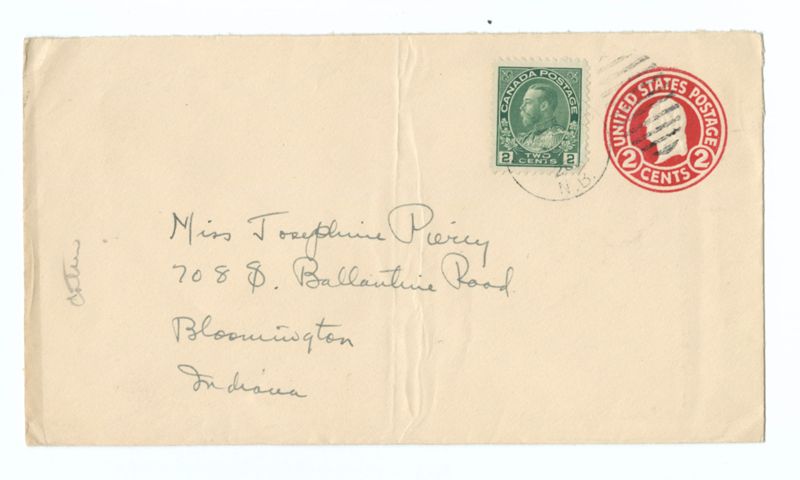 CANADA POSTAGE
2 TWO CENTS 2
UNITED STATES POSTAGE
2 CENTS 2
N.B.
Miss Josephine Piercy
708 S. Ballantine Road
Bloomington
Indiana